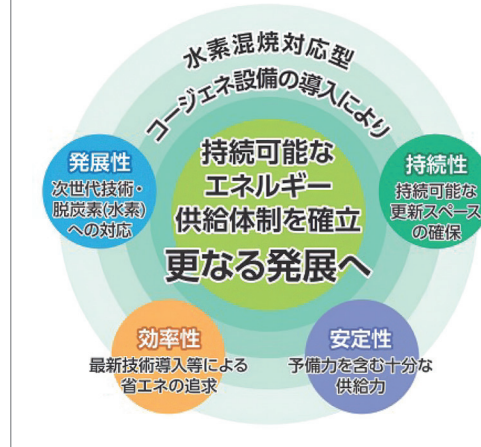 水素混焼対応型
コージェネ設備の導入により
持続可能な
エネルギー
供給体制を確立
更なる発展へ
発展性
次世代技術・
脱炭素(水素)
への対応
持続性
持続可能な
更新スペース
の確保
効率性
最新技術導入等による
省エネの追求
安定性
予備力を含む十分な
供給力